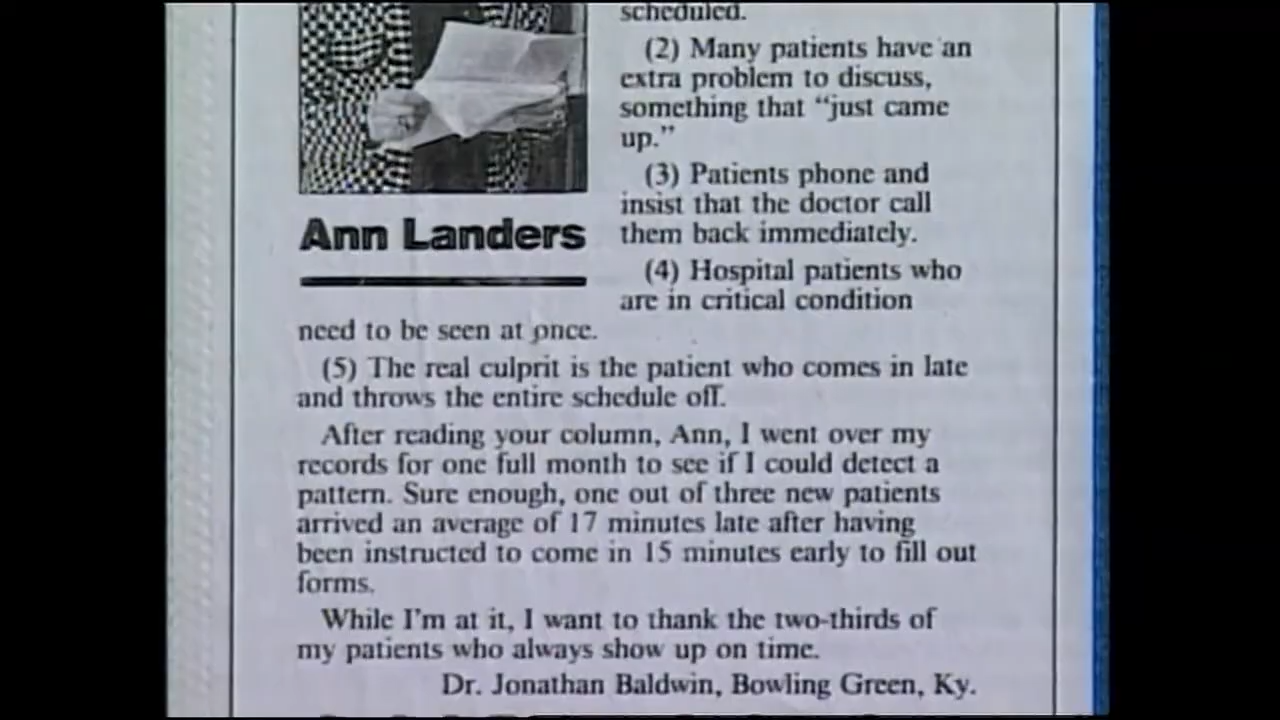 scheduled.
(2) Many patients have an
extra problem to discuss,
something that “just came
up.”
(3) Patients phone and
insist that the doctor call
them back immediately.
(4) Hospital patients who
are in critical condition
Ann Landers
need to be seen at once.
(5) The real culprit is the patient who comes in late
and throws the entire schedule off.
After reading your column, Ann, I went over my
records for one full month to see if I could detect a
pattern. Sure enough, one out of three new patients
arrived an average of 17 minutes late after having
been instructed to come in 15 minutes early to fill out
forms.
While I'm at it, I want to thank the two-thirds of
my patients who always show up on time.
Dr. Jonathan Baldwin, Bowling Green, Ky.